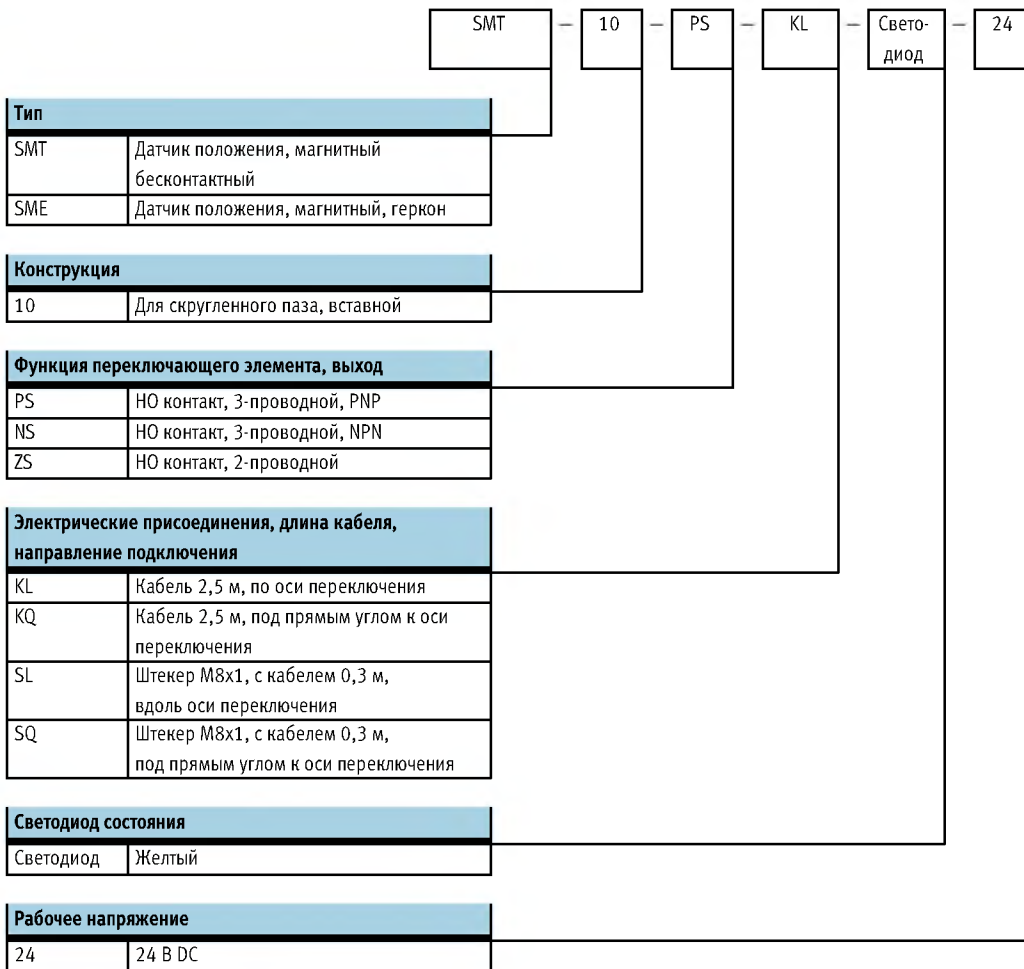 SMT – 10 – PS – KL – Свето-диод – 24
Тип
SMT Датчик положения, магнитный
бесконтактный
SME Датчик положения, магнитный, геркон
Конструкция
10 Для скругленного паза, вставной
Функция переключающего элемента, выход
PS НО контакт, 3-проводной, PNP
NS НО контакт, 3-проводной, NPN
ZS НО контакт, 2-проводной
Электрические присоединения, длина кабеля,
направление подключения
KL Кабель 2,5 м, по оси переключения
KQ Кабель 2,5 м, под прямым углом к оси
переключения
SL Штекер M8x1, с кабелем 0,3 м,
вдоль оси переключения
SQ Штекер M8x1, с кабелем 0,3 м,
под прямым углом к оси переключения
Светодиод состояния
Светодиод Желтый
Рабочее напряжение
24 24 В DC